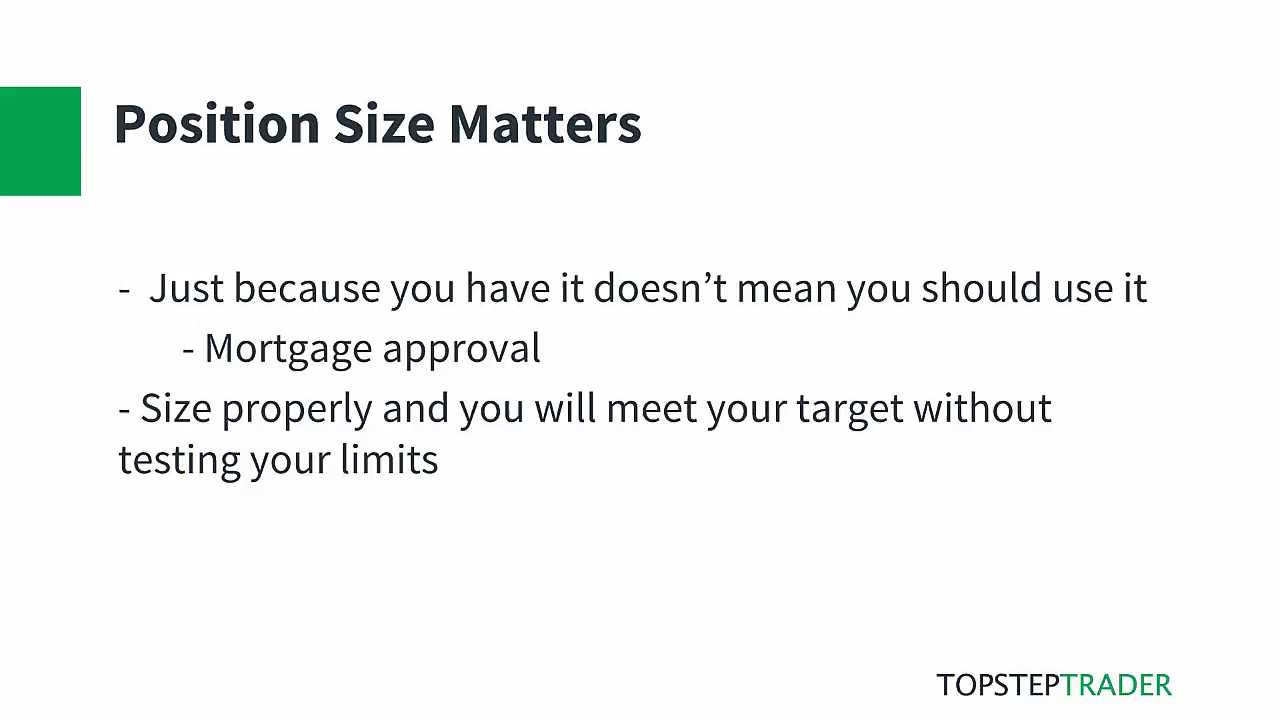 Position Size Matters
- Just because you have it doesn’t mean you should use it
- Mortgage approval
- Size properly and you will meet your target without
testing your limits
TOPSTEPTRADER